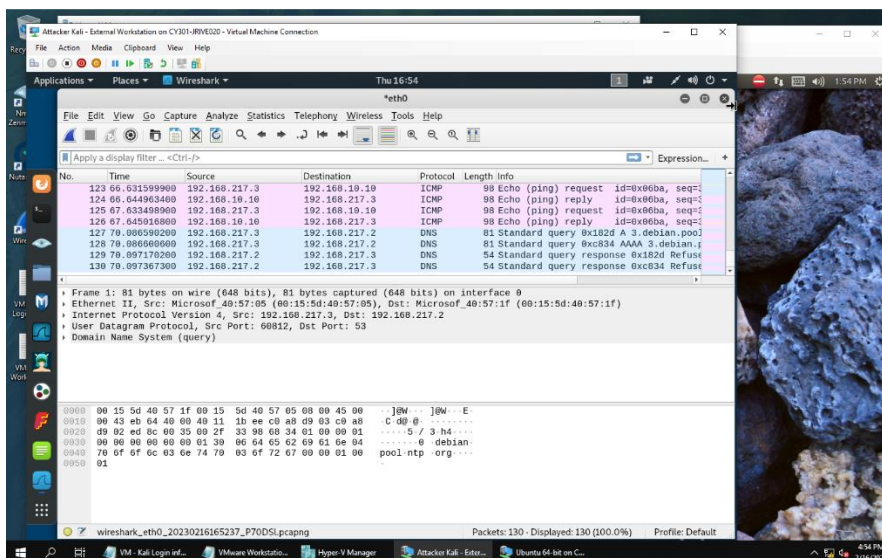 Attacker Kali - External Workstation on CY301-JRIVE020 - Virtual Machine Connection
File Action Media Clipboard View Help
Applications Places Wireshark Thu 16:54 1 1:54 PM
*eth0
File Edit View Go Capture Analyze Statistics Telephony Wireless Tools Help
Apply a display filter ... <Ctrl-/> Expression... +
No. Time Source Destination Protocol Length Info
123 66.631599900 192.168.217.3 192.168.10.10 ICMP 98 Echo (ping) request id=0x06ba, seq=
124 66.644963400 192.168.10.10 192.168.217.3 ICMP 98 Echo (ping) reply id=0x06ba, seq=
125 67.633498900 192.168.217.3 192.168.10.10 ICMP 98 Echo (ping) request id=0x06ba, seq=
126 67.645016800 192.168.10.10 192.168.217.3 ICMP 98 Echo (ping) reply id=0x06ba, seq=
127 70.086590200 192.168.217.3 192.168.217.2 DNS 81 Standard query 0x182d A 3.debian.pool
128 70.086600600 192.168.217.3 192.168.217.2 DNS 81 Standard query 0xc834 AAAA 3.debian.p
129 70.097170200 192.168.217.2 192.168.217.3 DNS 54 Standard query response 0x182d Refuse
130 70.097367300 192.168.217.2 192.168.217.3 DNS 54 Standard query response 0xc834 Refuse
Frame 1: 81 bytes on wire (648 bits), 81 bytes captured (648 bits) on interface 0
Ethernet II, Src: Microsof_40:57:05 (00:15:5d:40:57:05), Dst: Microsof_40:57:1f (00:15:5d:40:57:1f)
Internet Protocol Version 4, Src: 192.168.217.3, Dst: 192.168.217.2
User Datagram Protocol, Src Port: 60812, Dst Port: 53
Domain Name System (query)
0000 00 15 5d 40 57 1f 00 15 5d 40 57 05 08 00 45 00 ··]@W··· ]@W···E·
0010 00 43 eb 64 40 00 40 11 1b ee c0 a8 d9 03 c0 a8 ·C·d@·@· ········
0020 d9 02 ed 8c 00 35 00 2f 33 98 68 34 01 00 00 01 ·····5·/ 3·h4····
0030 00 00 00 00 00 00 01 30 06 64 65 62 69 61 6e 04 ·······0 ·debian·
0040 70 6f 6f 6c 03 6e 74 70 03 6f 72 67 00 00 01 00 pool·ntp ·org····
0050 01 ·
wireshark_eth0_20230216165237_P70DSI.pcapng Packets: 130 · Displayed: 130 (100.0%) Profile: Default
VM - Kali Login inf... VMware Workstatio... Hyper-V Manager Attacker Kali - Exter... Ubuntu 64-bit on C... 4:54 PM